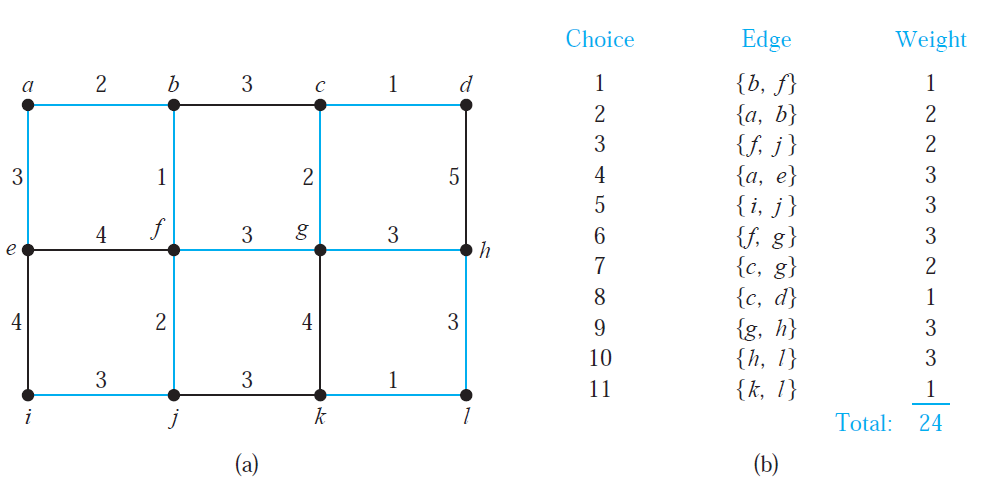 Choice Edge Weight
a 2 b 3 c 1 d
1 {b, f} 1
2 {a, b} 2
3 {f, j} 2
3 1 2 5
4 {a, e} 3
5 {i, j} 3
e 4 f 3 g 3 h
6 {f, g} 3
7 {c, g} 2
8 {c, d} 1
4 2 4 3
9 {g, h} 3
10 {h, l} 3
3 3 1
11 {k, l} 1
i j k l
Total: 24
(a) (b)